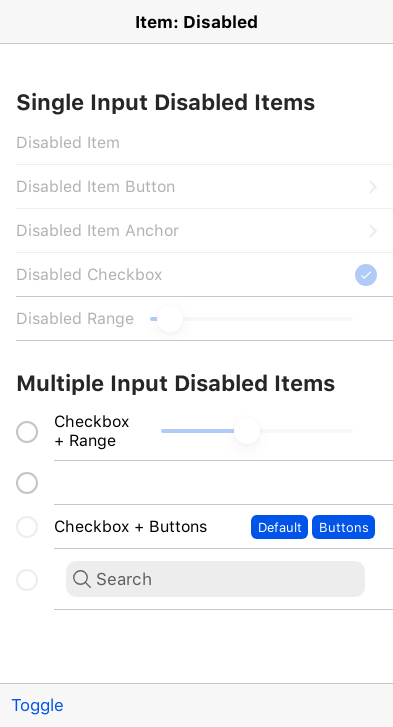 Item: Disabled
Single Input Disabled Items
Disabled Item
Disabled Item Button
Disabled Item Anchor
Disabled Checkbox
Disabled Range
Multiple Input Disabled Items
Checkbox
+ Range
Checkbox + Buttons Default Buttons
Search
Toggle